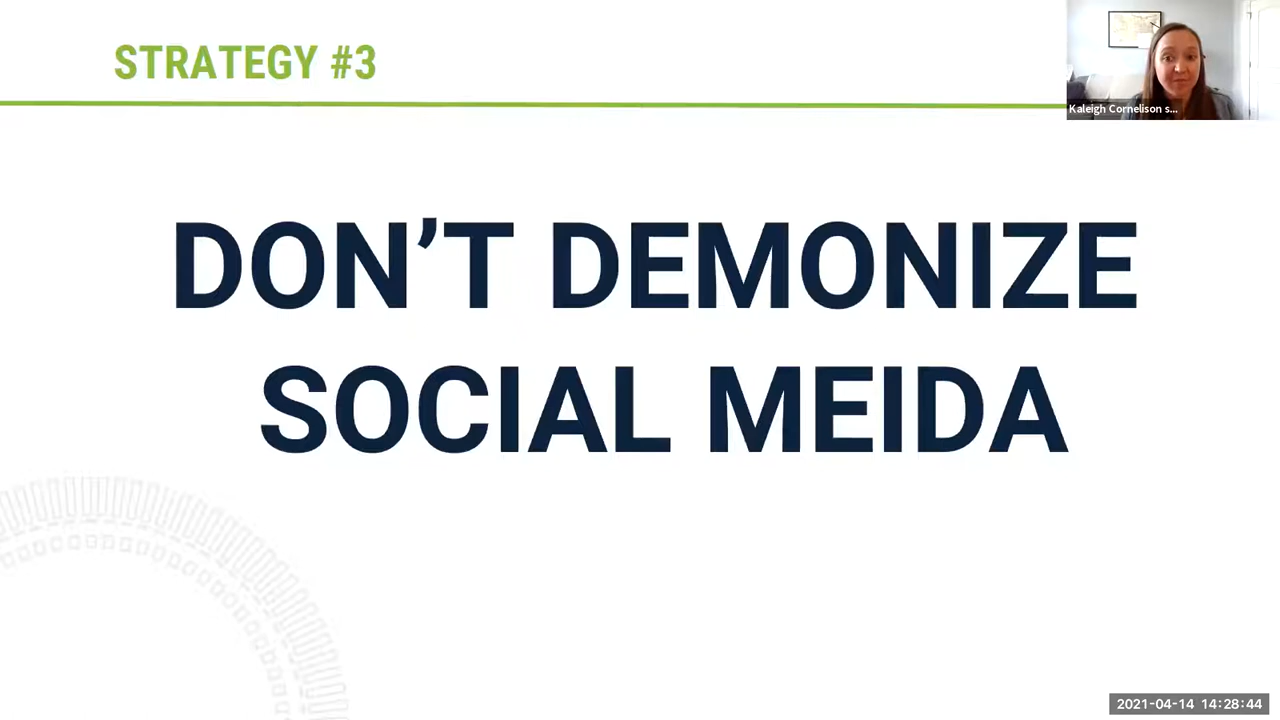 STRATEGY #3
Kaleigh Cornelison s...
DON’T DEMONIZE
SOCIAL MEIDA
2021-04-14 14:28:44